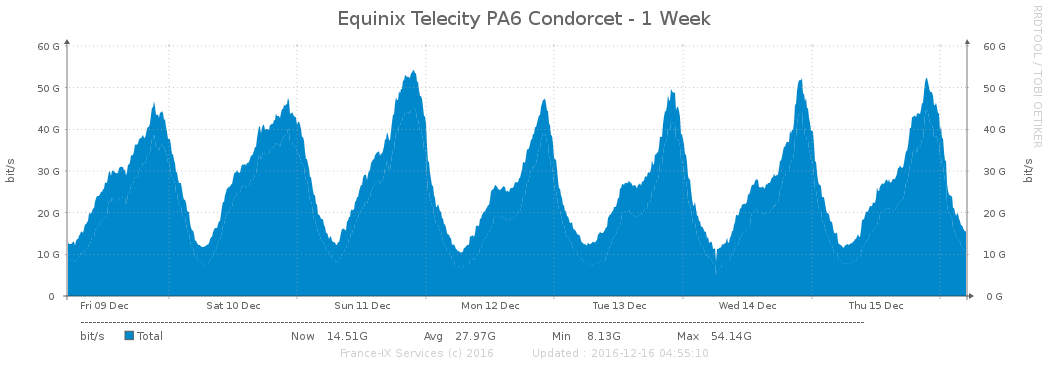 Equinix Telecity PA6 Condorcet - 1 Week
RRDTOOL / TOBI OETIKER
bit/s
60 G
50 G
40 G
30 G
20 G
10 G
0
60 G
50 G
40 G
30 G
20 G
10 G
0 G
bit/s
Fri 09 Dec Sat 10 Dec Sun 11 Dec Mon 12 Dec Tue 13 Dec Wed 14 Dec Thu 15 Dec
bit/s Total Now 14.51G Avg 27.97G Min 8.13G Max 54.14G
France-IX Services (c) 2016 Updated : 2016-12-16 04:55:10